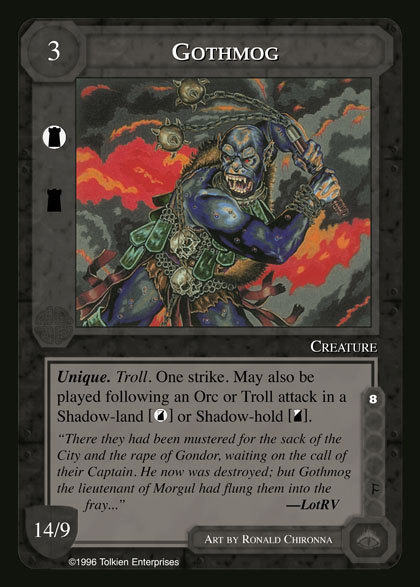 3
GOTHMOG
CREATURE
Unique. Troll. One strike. May also be
played following an Orc or Troll attack in a
Shadow-land [ ] or Shadow-hold [ ].
8
“There they had been mustered for the sack of the
City and the rape of Gondor, waiting on the call of
their Captain. He now was destroyed; but Gothmog
the lieutenant of Morgul had flung them into the
fray...” —LotRV
14/9
ART BY RONALD CHIRONNA
©1996 Tolkien Enterprises